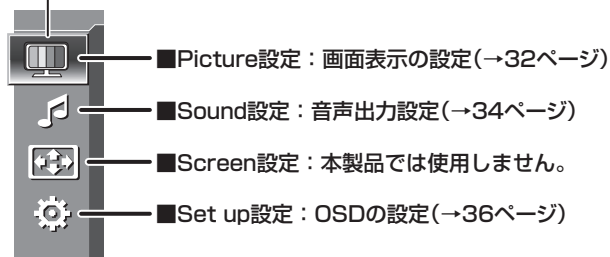 ■Picture設定：画面表示の設定(→32ページ)
■Sound設定：音声出力設定(→34ページ)
■Screen設定：本製品では使用しません。
■Set up設定：OSDの設定(→36ページ)